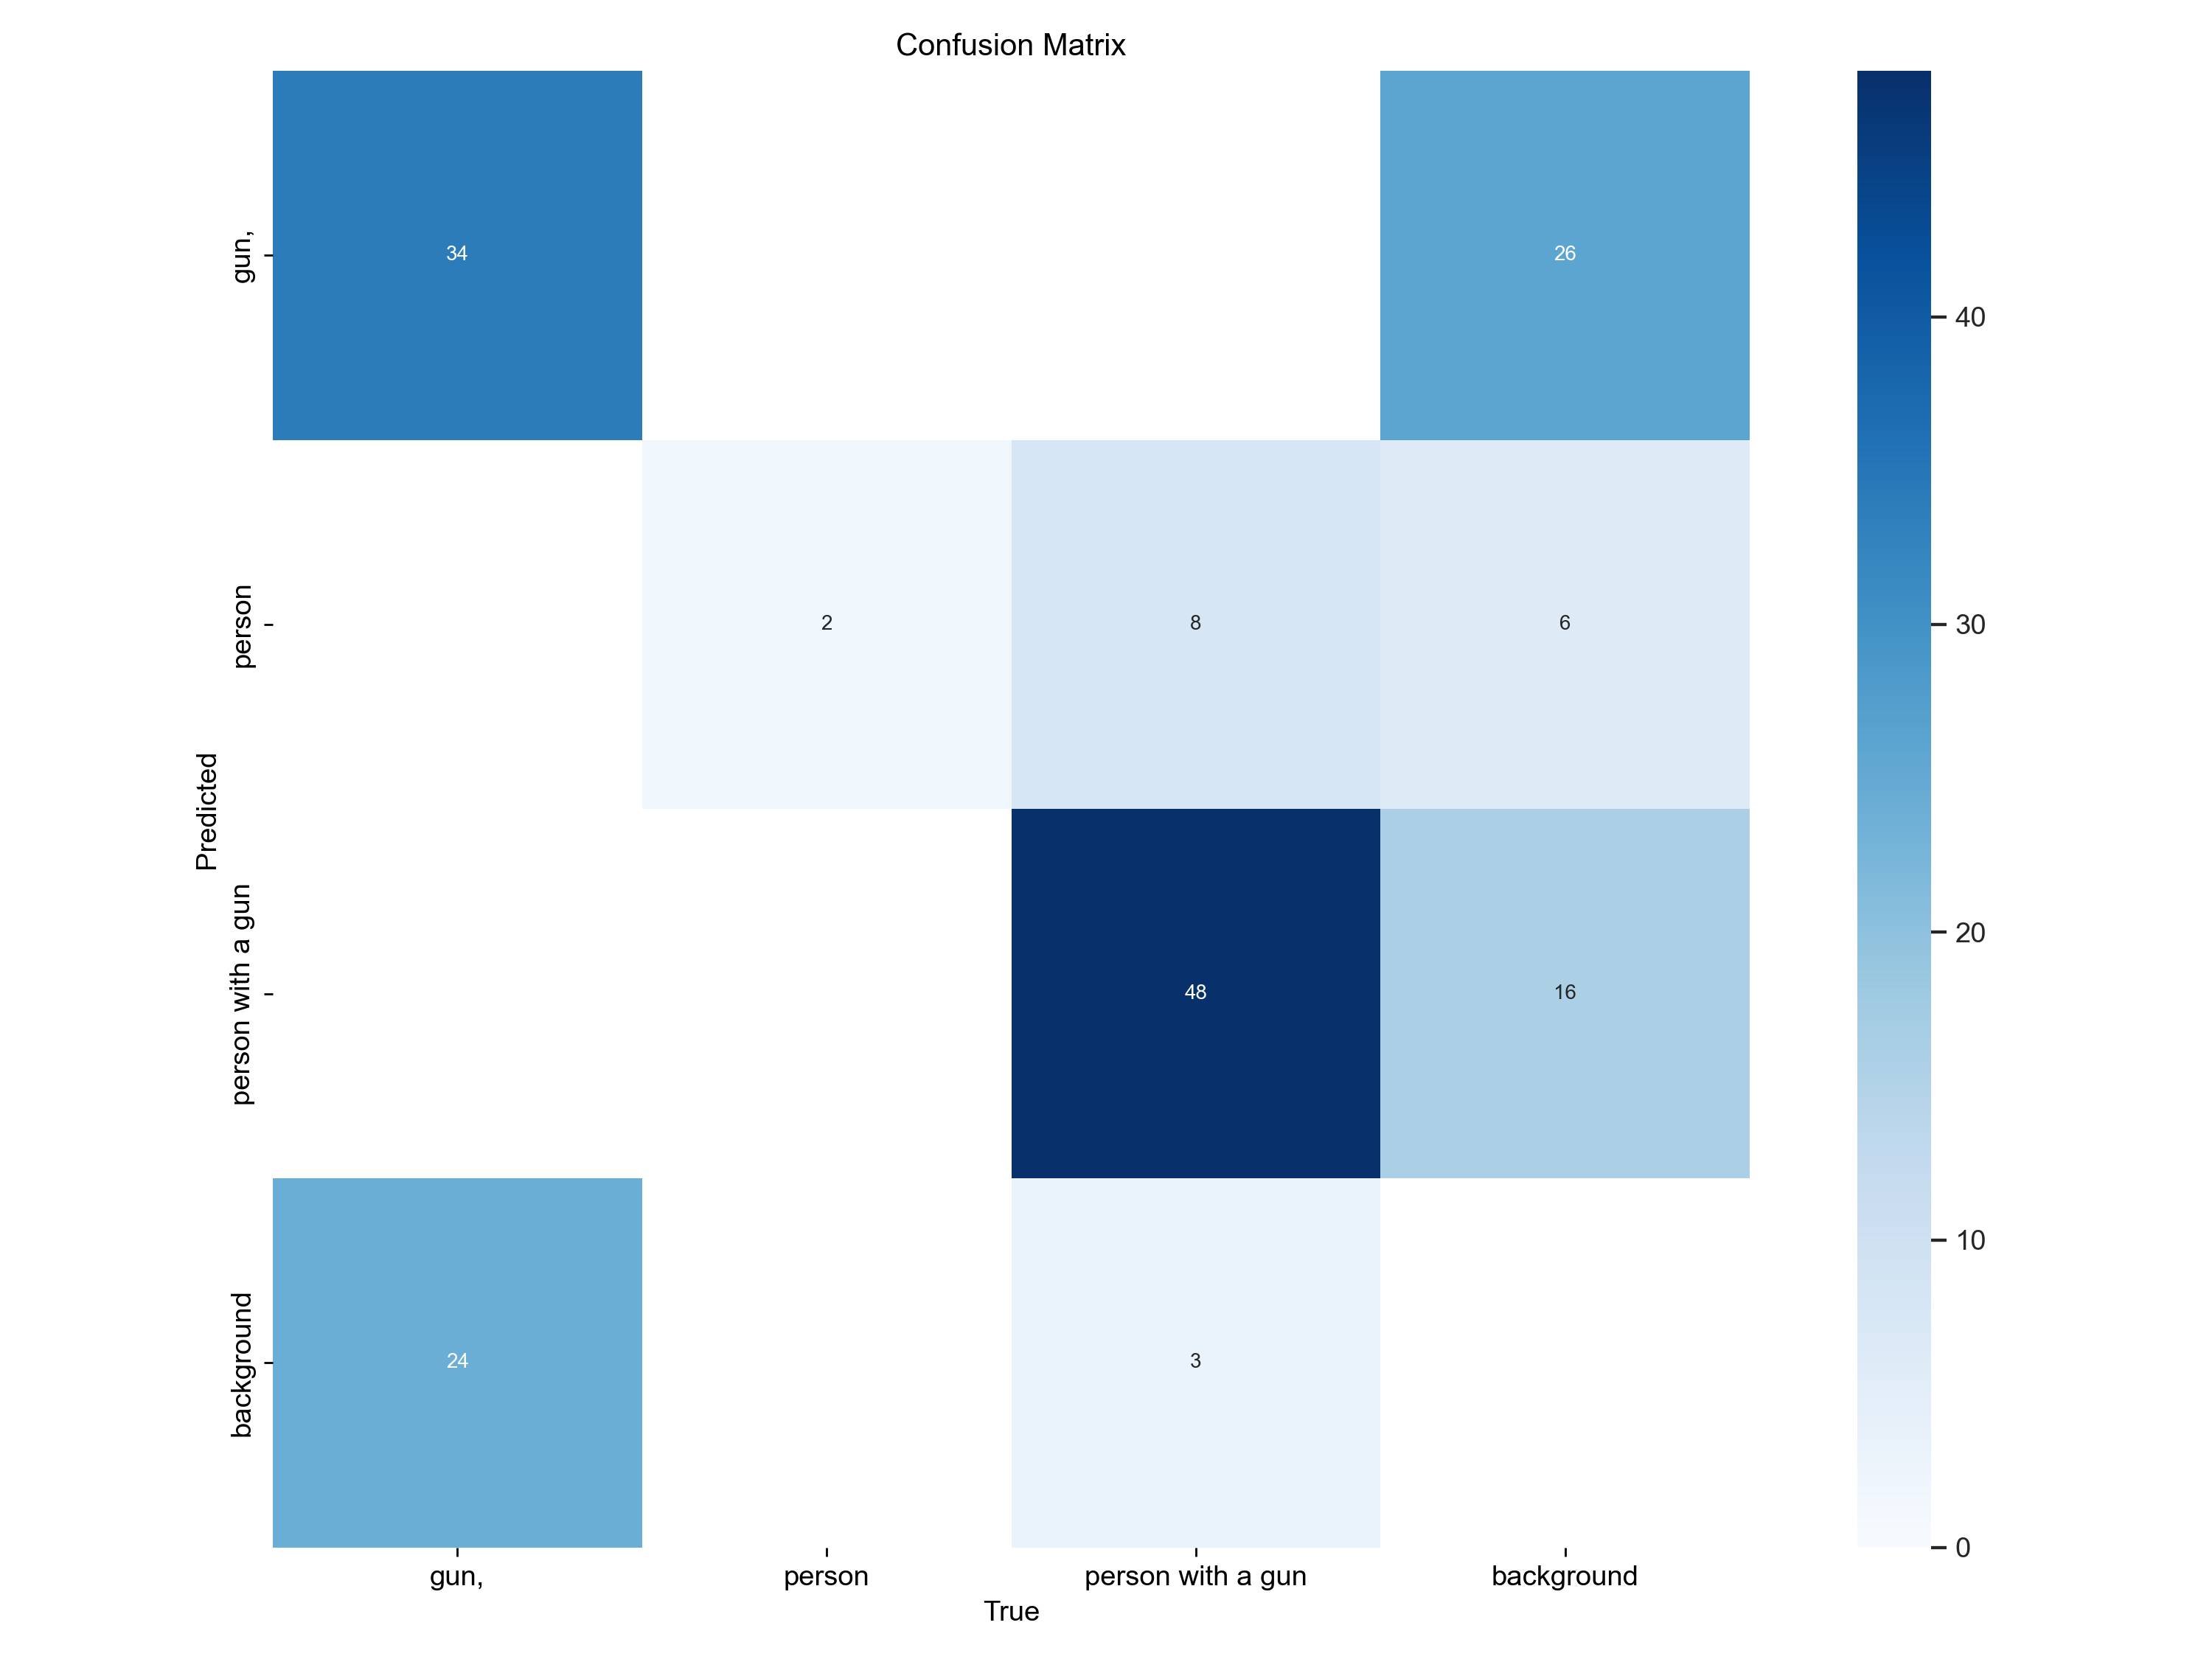 Confusion Matrix
gun,
34
26
40
person
2
8
6
30
Predicted
person with a gun
48
16
20
background
24
3
10
0
gun,
person
person with a gun
background
True